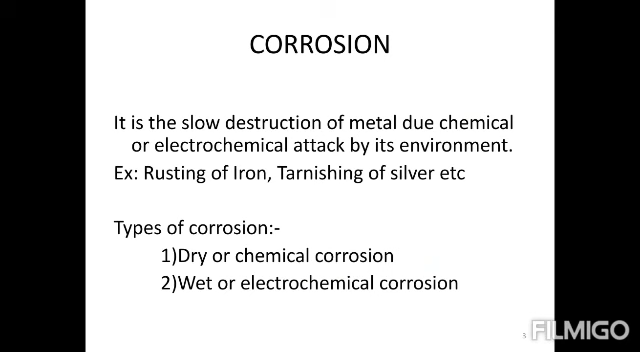 CORROSION
It is the slow destruction of metal due chemical
or electrochemical attack by its environment.
Ex: Rusting of Iron, Tarnishing of silver etc
Types of corrosion:-
1)Dry or chemical corrosion
2)Wet or electrochemical corrosion
FILMIGO